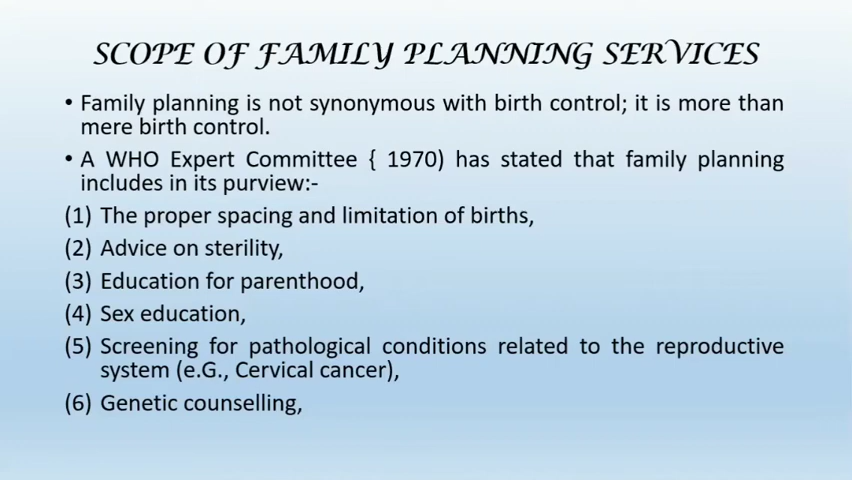 SCOPE OF FAMILY PLANNING SERVICES
• Family planning is not synonymous with birth control; it is more than
mere birth control.
• A WHO Expert Committee { 1970) has stated that family planning
includes in its purview:-
(1) The proper spacing and limitation of births,
(2) Advice on sterility,
(3) Education for parenthood,
(4) Sex education,
(5) Screening for pathological conditions related to the reproductive
system (e.G., Cervical cancer),
(6) Genetic counselling,